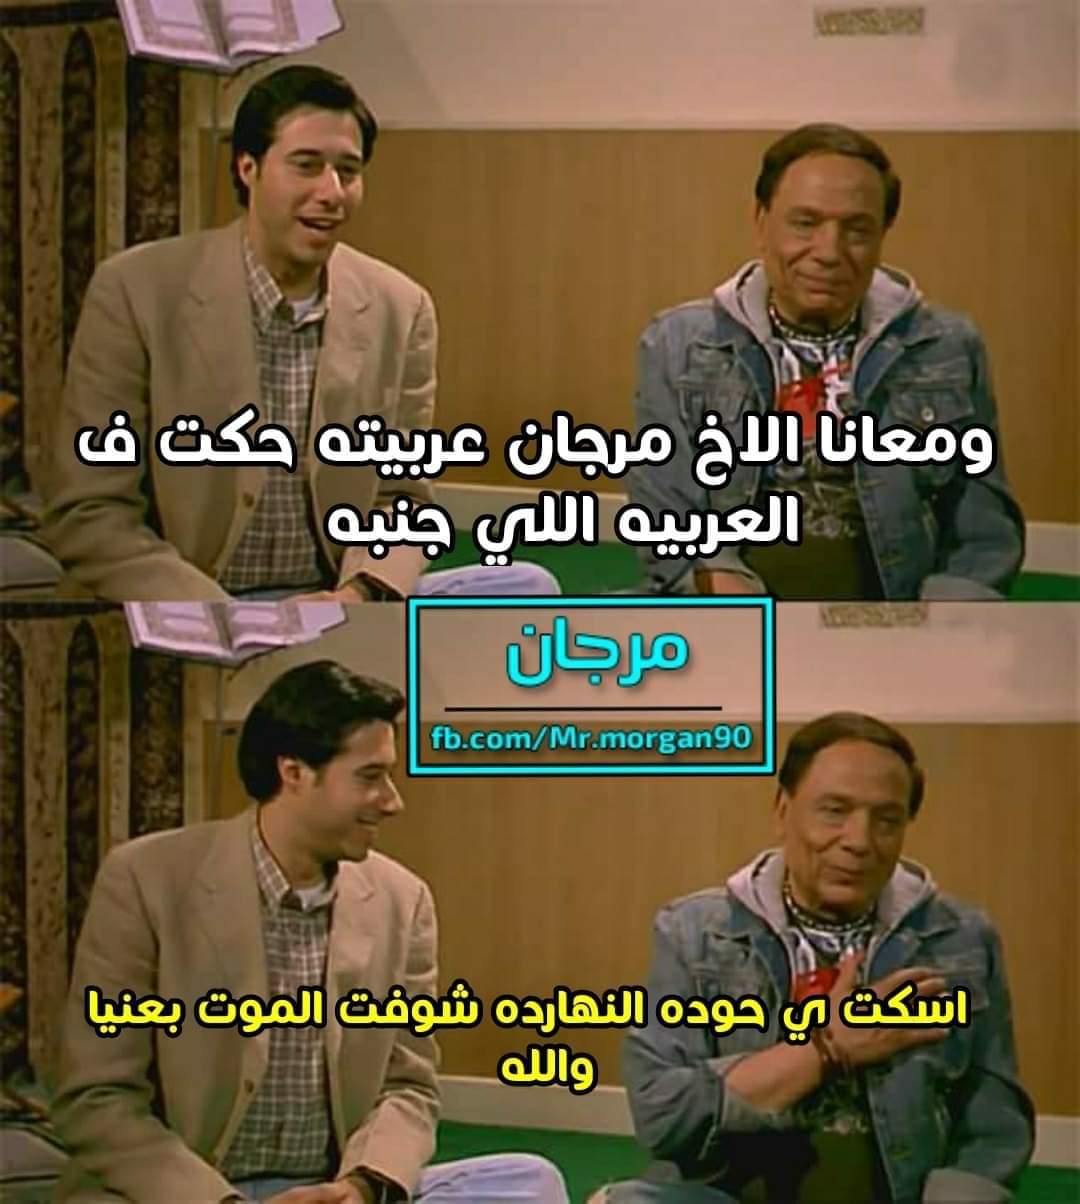 ومعانا الاخ مرجان عربيته حكت ف
العربيه اللي جنبه
مرجان
fb.com/Mr.morgan90
اسكت ي حوده النهارده شوفت الموت بعنيا
والله